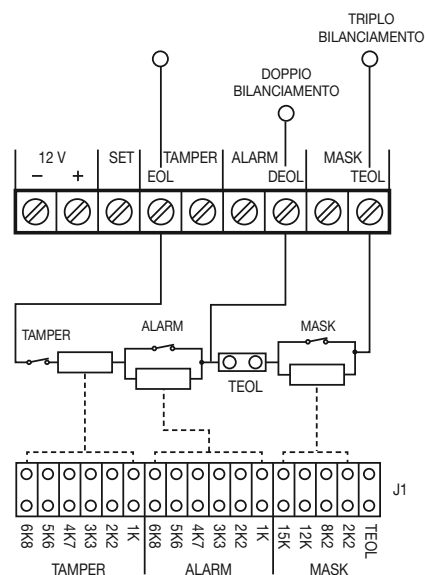 TRIPLO
BILANCIAMENTO
DOPPIO
BILANCIAMENTO
12 V SET TAMPER ALARM MASK
− + EOL DEOL TEOL
TAMPER ALARM MASK
TEOL
J1
6K8 5K6 4K7 3K3 2K2 1K 6K8 5K6 4K7 3K3 2K2 1K 15K 12K 8K2 2K2 TEOL
TAMPER ALARM MASK